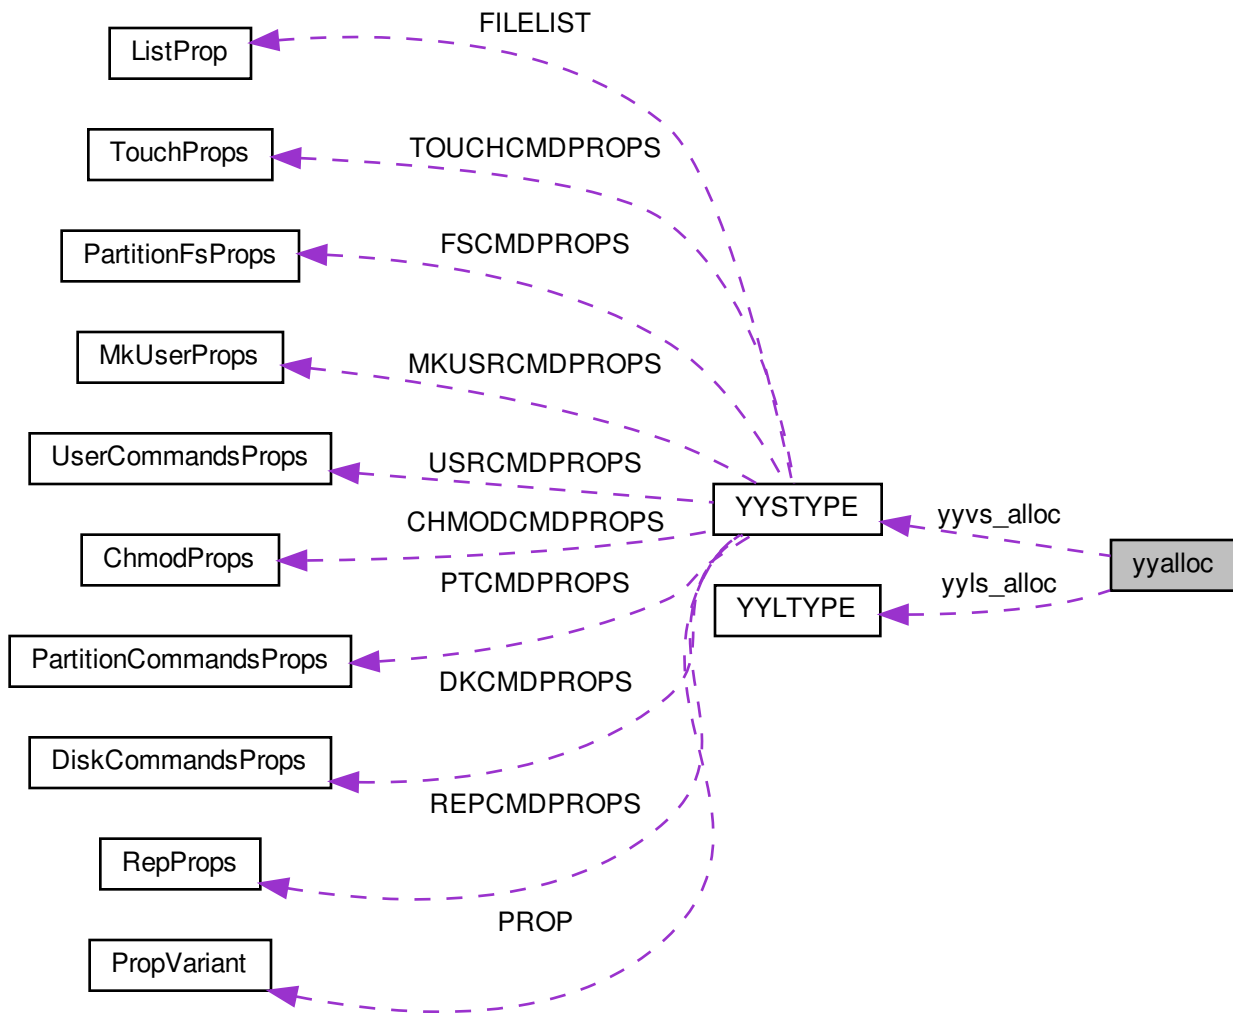 FILELIST
ListProp
TOUCHCMDPROPS
TouchProps
FSCMDPROPS
PartitionFsProps
MKUSRCMDPROPS
MkUserProps
USRCMDPROPS
UserCommandsProps
YYSTYPE
yyvs_alloc
CHMODCMDPROPS
ChmodProps
yyalloc
PTCMDPROPS
yyls_alloc
YYLTYPE
PartitionCommandsProps
DKCMDPROPS
DiskCommandsProps
REPCMDPROPS
RepProps
PROP
PropVariant